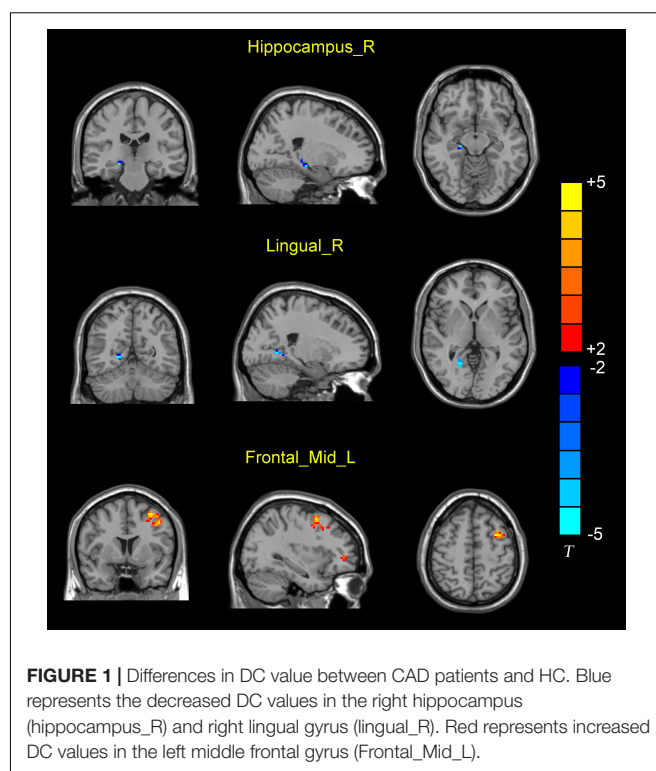 Hippocampus_R
+5
Lingual_R
+2
-2
Frontal_Mid_L
-5
T
FIGURE 1 | Differences in DC value between CAD patients and HC. Blue
represents the decreased DC values in the right hippocampus
(hippocampus_R) and right lingual gyrus (lingual_R). Red represents increased
DC values in the left middle frontal gyrus (Frontal_Mid_L).